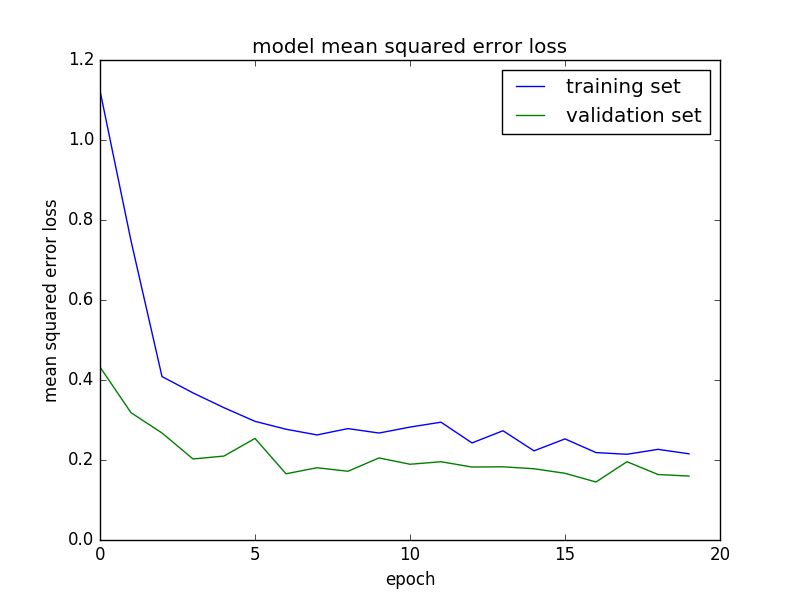 model mean squared error loss
1.2
1.0
0.8
0.6
0.4
0.2
0.0
mean squared error loss
training set
validation set
0
5
10
15
20
epoch